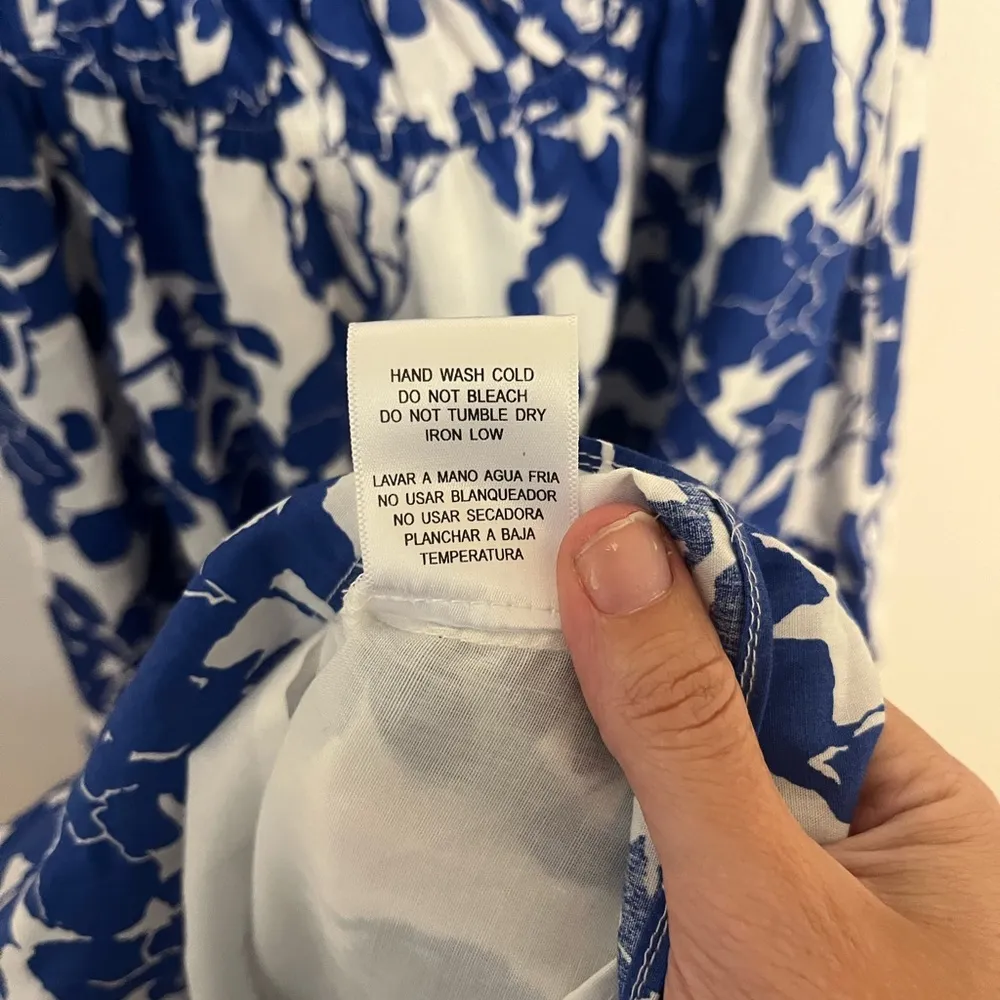 HAND WASH COLD
DO NOT BLEACH
DO NOT TUMBLE DRY
IRON LOW
LAVAR A MANO AGUA FRIA
NO USAR BLANQUEADOR
NO USAR SECADORA
PLANCHAR A BAJA
TEMPERATURA